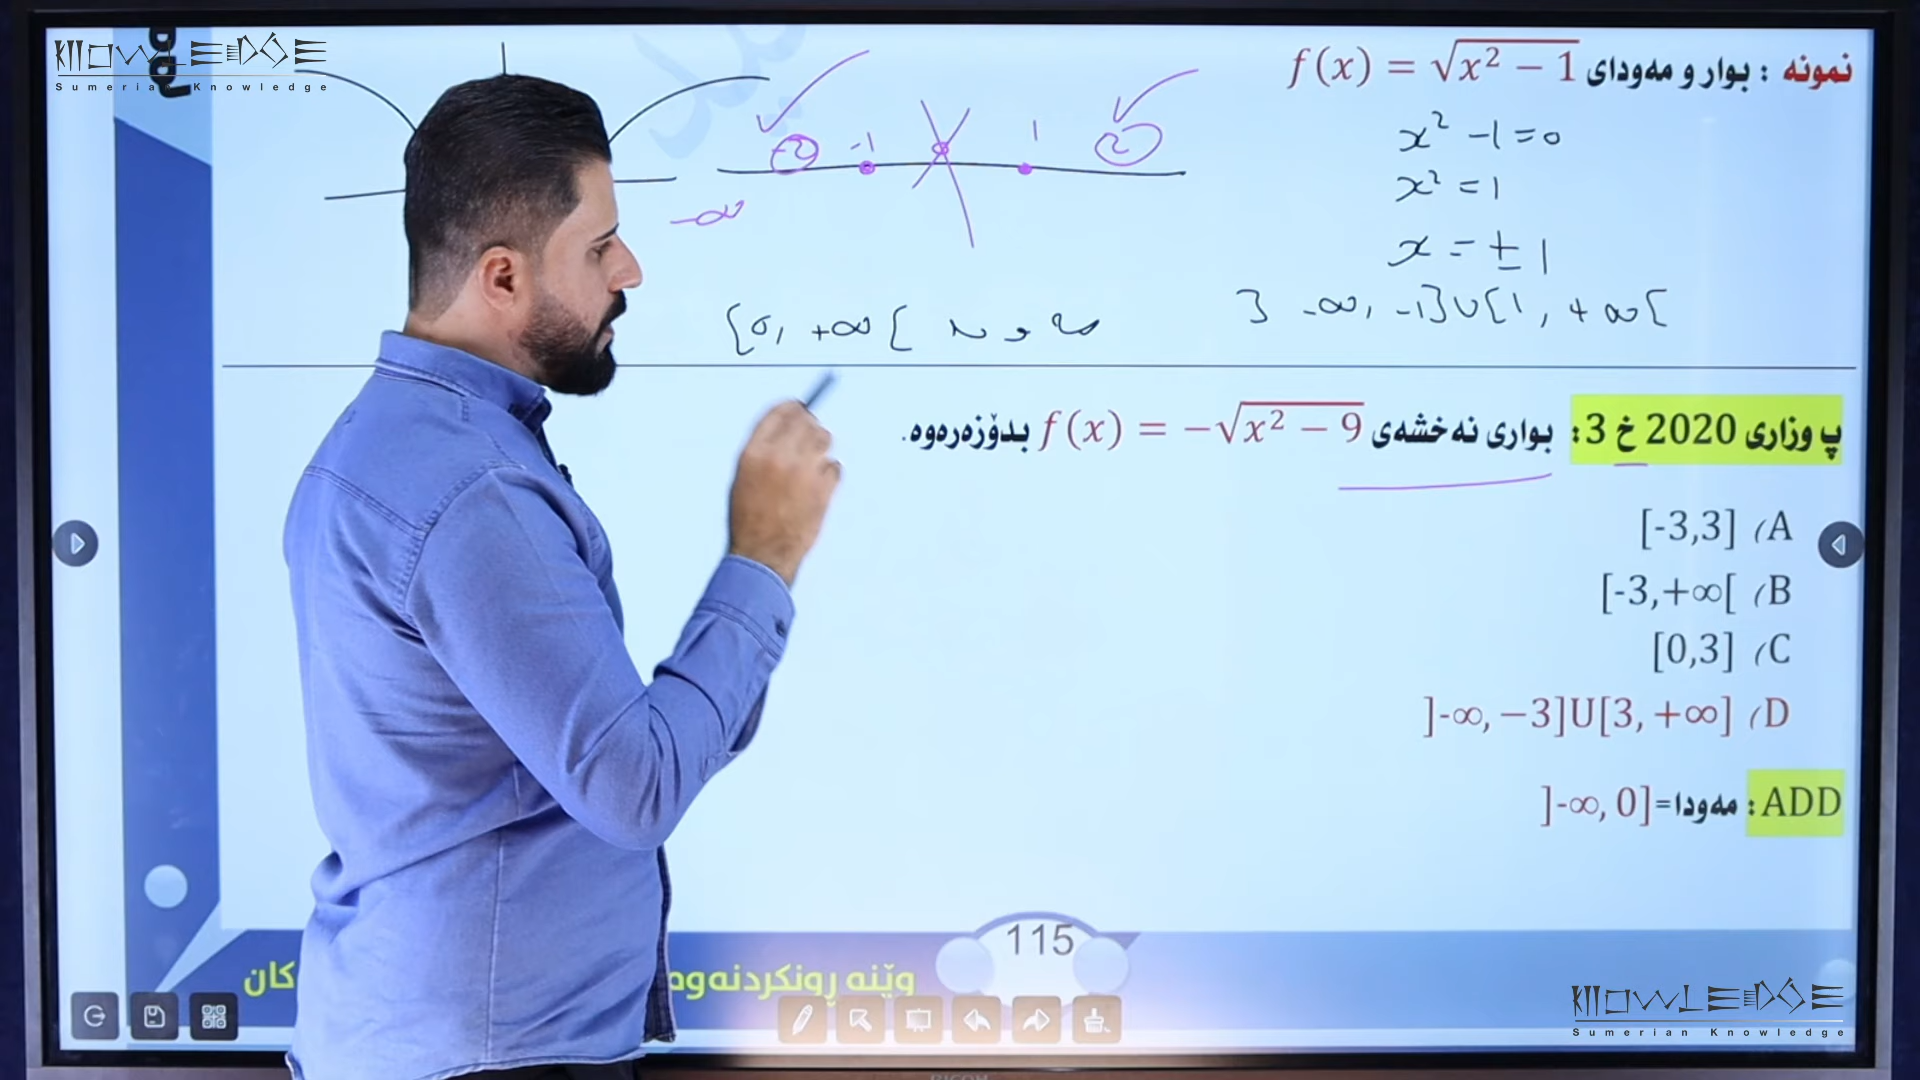 KNOWLEDGE
Sumerian Knowledge
نمونە : بوار و مەودای f(x) = √x² − 1
x² -1=0
x² = 1
x = ± 1
] -∞, -1]U[1, +∞[
-2 -1 1 2
-∞
[0, +∞[
پ وزاری 2020 خ 3: بواری نەخشەی f(x) = −√x² − 9 بدۆزەرەوە.
[-3,3] (A
[-3,+∞[ (B
[0,3] (C
]-∞, −3]U[3, +∞] (D
ADD: مەودا=]-∞, 0]
115
وێنە ڕونکردنەوە
کان
KNOWLEDGE
Sumerian Knowledge